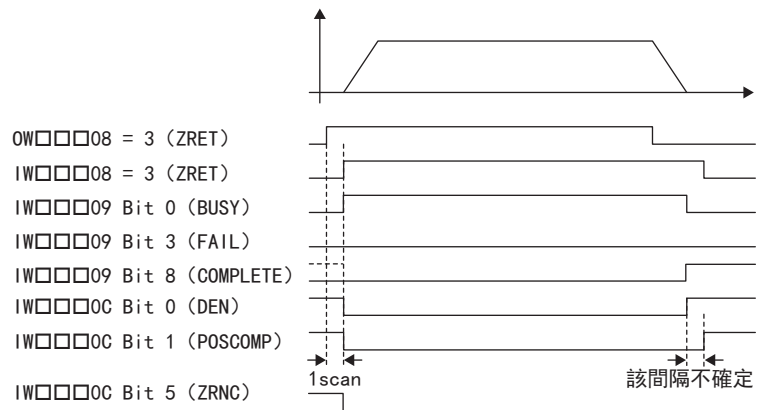 OW□□□08 = 3 (ZRET)
IW□□□08 = 3 (ZRET)
IW□□□09 Bit 0 (BUSY)
IW□□□09 Bit 3 (FAIL)
IW□□□09 Bit 8 (COMPLETE)
IW□□□0C Bit 0 (DEN)
IW□□□0C Bit 1 (POSCOMP)
1scan
該間隔不確定
IW□□□0C Bit 5 (ZRNC)